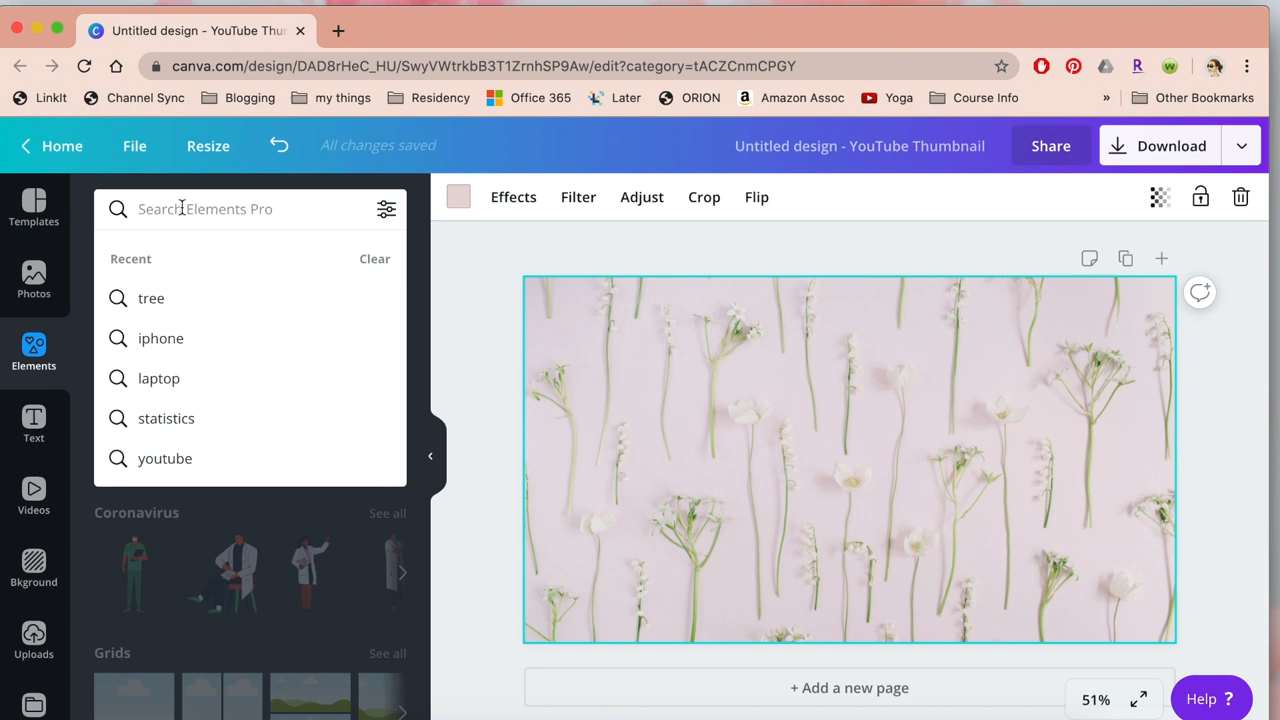 Untitled design - YouTube Thu
canva.com/design/DAD8rHeC_HU/SwyVWtrkbB3T1ZrnhSP9Aw/edit?category=tACZCnmCPGY
LinkIt Channel Sync Blogging my things Residency Office 365 Later ORION Amazon Assoc Yoga Course Info » Other Bookmarks
Home File Resize All changes saved Untitled design - YouTube Thumbnail Share Download
Templates
Photos
Elements
Text
Videos
Bkground
Uploads
Search Elements Pro
Recent Clear
tree
iphone
laptop
statistics
youtube
Coronavirus See all
Grids See all
Effects Filter Adjust Crop Flip
+ Add a new page
51%
Help ?